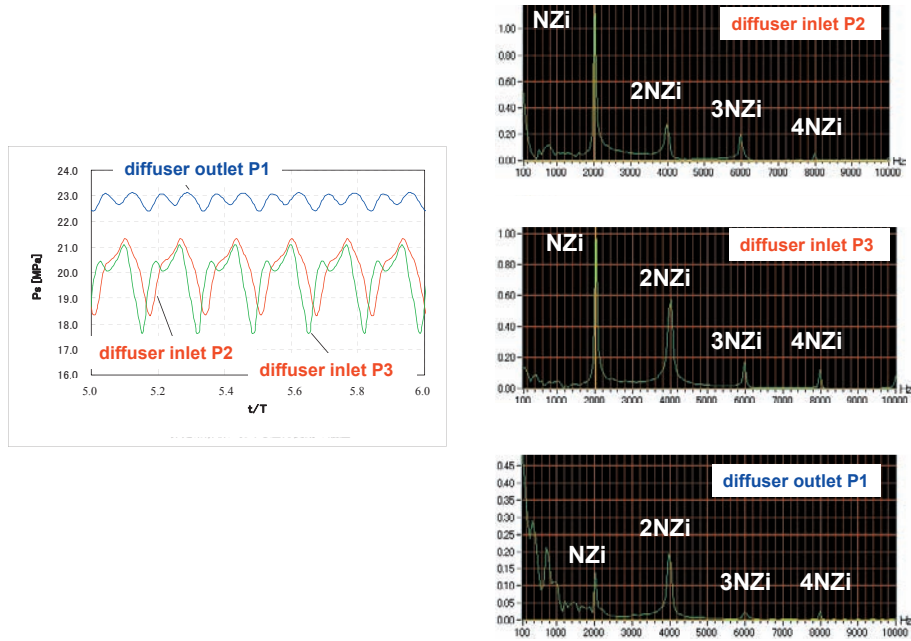 diffuser outlet P1
24.0
23.0
22.0
21.0
20.0
19.0
18.0
17.0
16.0
Ps [MPa]
diffuser inlet P2
diffuser inlet P3
5.0
5.2
5.4
5.6
5.8
6.0
t/T
diffuser inlet P2
NZi
2NZi
3NZi
4NZi
1.00
0.80
0.60
0.40
0.20
0.00
100 1000 2000 3000 4000 5000 6000 7000 8000 10000
diffuser inlet P3
NZi
2NZi
3NZi
4NZi
1.00
0.80
0.60
0.40
0.20
0.00
100 1000 2000 3000 4000 5000 6000 7000 8000 10000
diffuser outlet P1
NZi
2NZi
3NZi
4NZi
0.45
0.40
0.35
0.30
0.25
0.20
0.15
0.10
0.05
0.00
100 1000 2000 3000 4000 5000 6000 7000 8000 10000